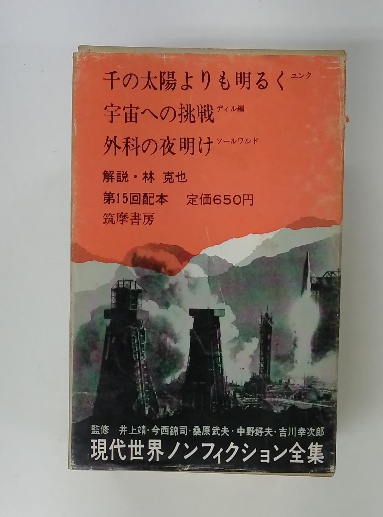 千の太陽よりも明るく ユンク
宇宙への挑戦 ディル編
外科の夜明け ソールワルド
解説・林 克也
第15回配本 定価650円
筑摩書房
監修 井上靖・今西錦司・桑原武夫・中野好夫・吉川幸次郎
現代世界ノンフィクション全集